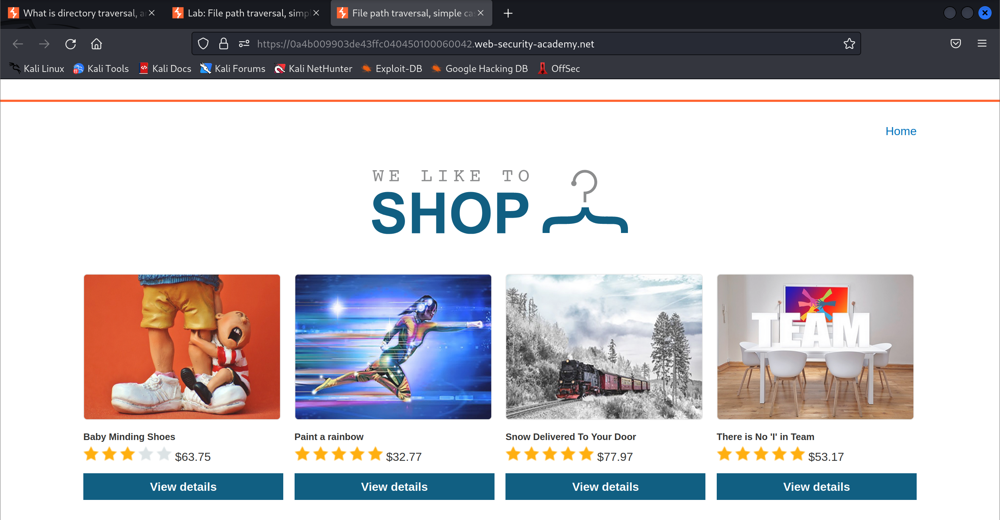 What is directory traversal, a
Lab: File path traversal, simp
File path traversal, simple cas
https://0a4b009903de43ffc040450100060042.web-security-academy.net
Kali Linux
Kali Tools
Kali Docs
Kali Forums
Kali NetHunter
Exploit-DB
Google Hacking DB
OffSec
Home
WE LIKE TO
SHOP
TEAM
Baby Minding Shoes
$63.75
View details
Paint a rainbow
$32.77
View details
Snow Delivered To Your Door
$77.97
View details
There is No 'I' in Team
$53.17
View details